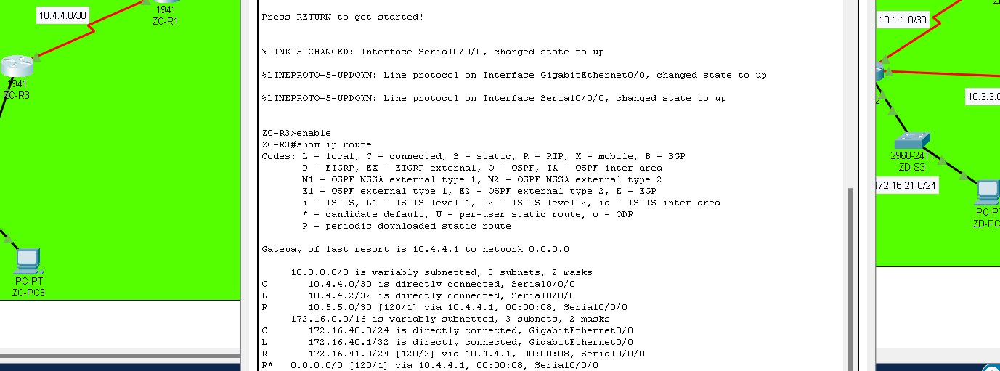 10.4.4.0/30
1941
ZC-R1
1941
ZC-R3
PC-PT
ZC-PC3
Press RETURN to get started!
%LINK-5-CHANGED: Interface Serial0/0/0, changed state to up
%LINEPROTO-5-UPDOWN: Line protocol on Interface GigabitEthernet0/0, changed state to up
%LINEPROTO-5-UPDOWN: Line protocol on Interface Serial0/0/0, changed state to up
ZC-R3>enable
ZC-R3#show ip route
Codes: L - local, C - connected, S - static, R - RIP, M - mobile, B - BGP
D - EIGRP, EX - EIGRP external, O - OSPF, IA - OSPF inter area
N1 - OSPF NSSA external type 1, N2 - OSPF NSSA external type 2
E1 - OSPF external type 1, E2 - OSPF external type 2, E - EGP
i - IS-IS, L1 - IS-IS level-1, L2 - IS-IS level-2, ia - IS-IS inter area
* - candidate default, U - per-user static route, o - ODR
P - periodic downloaded static route
Gateway of last resort is 10.4.4.1 to network 0.0.0.0
10.0.0.0/8 is variably subnetted, 3 subnets, 2 masks
C 10.4.4.0/30 is directly connected, Serial0/0/0
L 10.4.4.2/32 is directly connected, Serial0/0/0
R 10.5.5.0/30 [120/1] via 10.4.4.1, 00:00:08, Serial0/0/0
172.16.0.0/16 is variably subnetted, 3 subnets, 2 masks
C 172.16.40.0/24 is directly connected, GigabitEthernet0/0
L 172.16.40.1/32 is directly connected, GigabitEthernet0/0
R 172.16.41.0/24 [120/2] via 10.4.4.1, 00:00:08, Serial0/0/0
R* 0.0.0.0/0 [120/1] via 10.4.4.1, 00:00:08, Serial0/0/0
10.1.1.0/30
10.3.3.0
2
2960-24TT
ZD-S3
172.16.21.0/24
PC-PT
ZD-PC